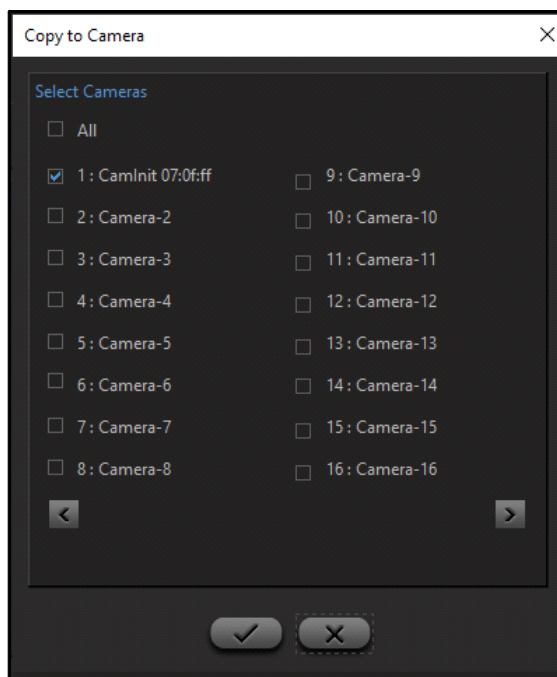 Copy to Camera
Select Cameras
All
1 : CamInit 07:0f:ff
2 : Camera-2
3 : Camera-3
4 : Camera-4
5 : Camera-5
6 : Camera-6
7 : Camera-7
8 : Camera-8
9 : Camera-9
10 : Camera-10
11 : Camera-11
12 : Camera-12
13 : Camera-13
14 : Camera-14
15 : Camera-15
16 : Camera-16